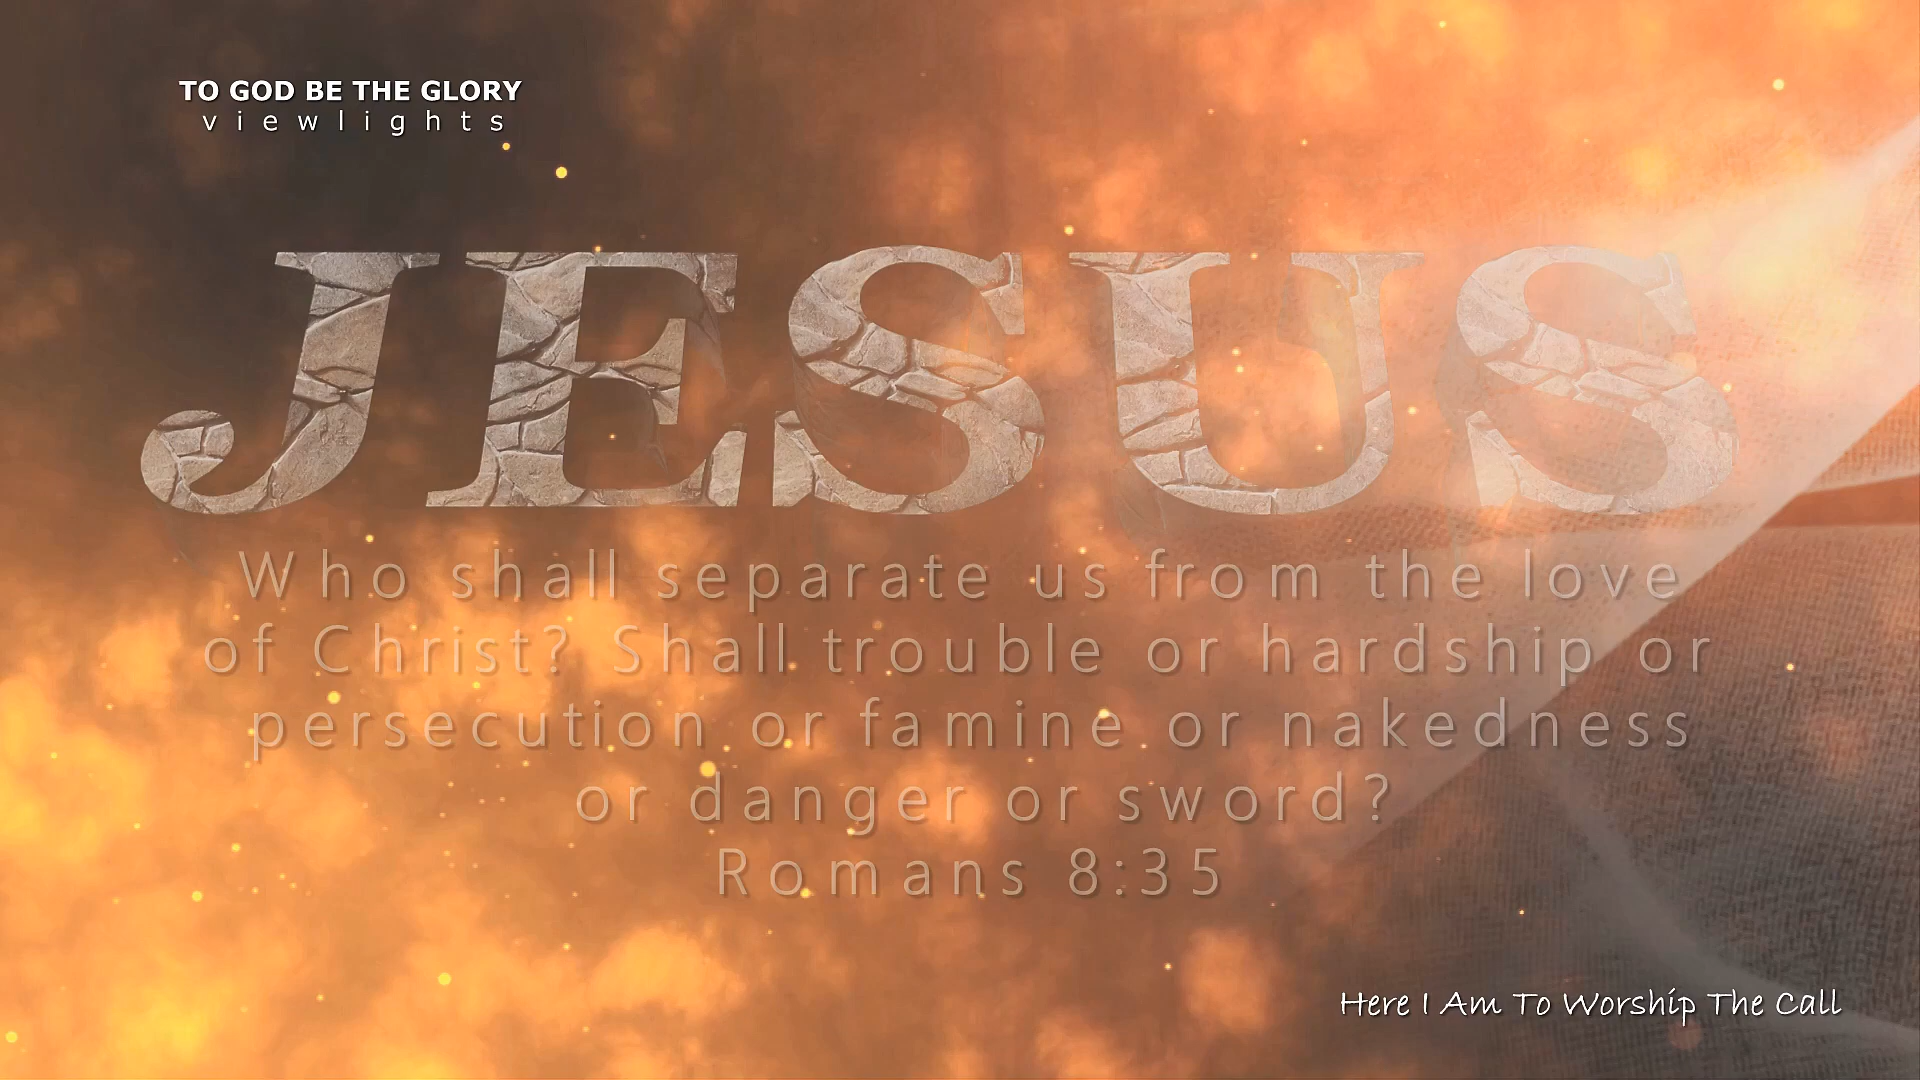 TO GOD BE THE GLORY
viewlights
JESUS
Who shall separate us from the love
of Christ? Shall trouble or hardship or
persecution or famine or nakedness
or danger or sword?
Romans 8:35
Here I Am To Worship The Call